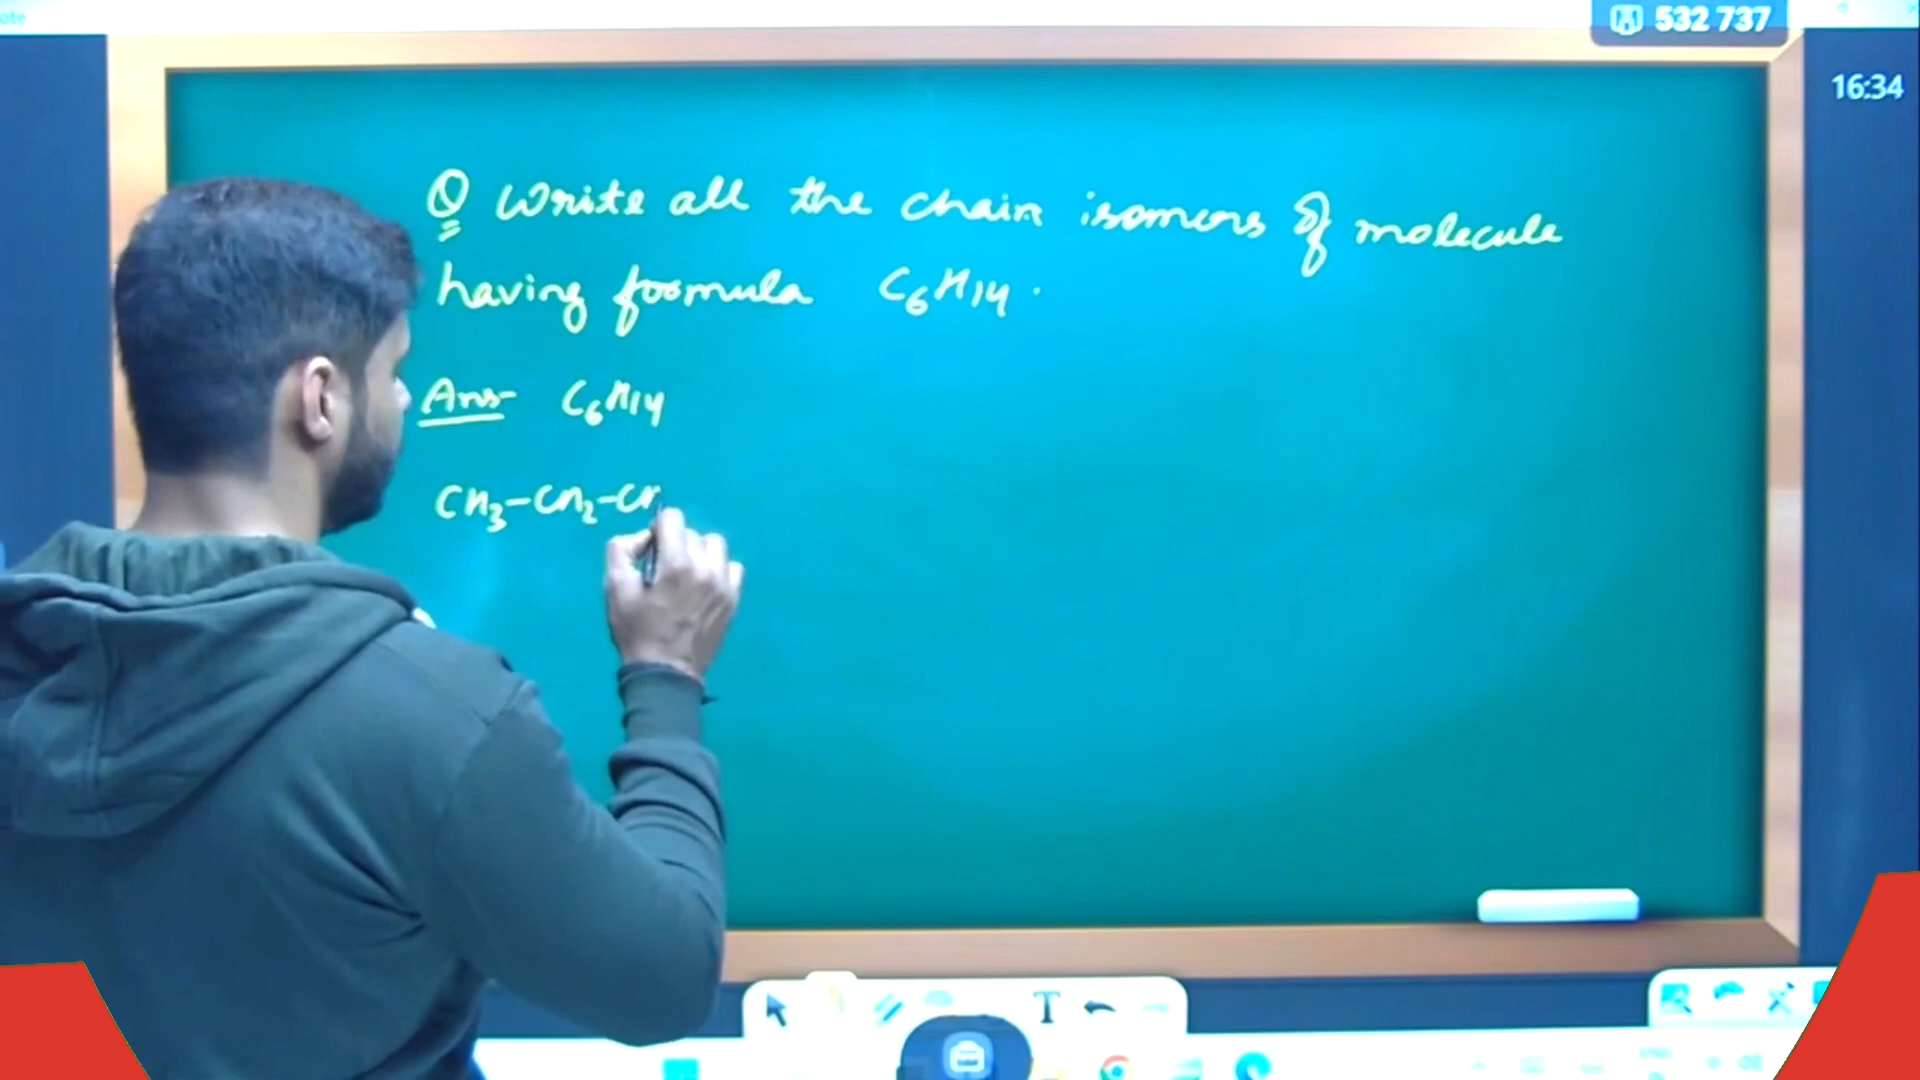 ote
532 737
16:34
Q Write all the chain isomers of molecule
having formula C6H14.
Ans- C6H14
CH3-CH2-CH
T